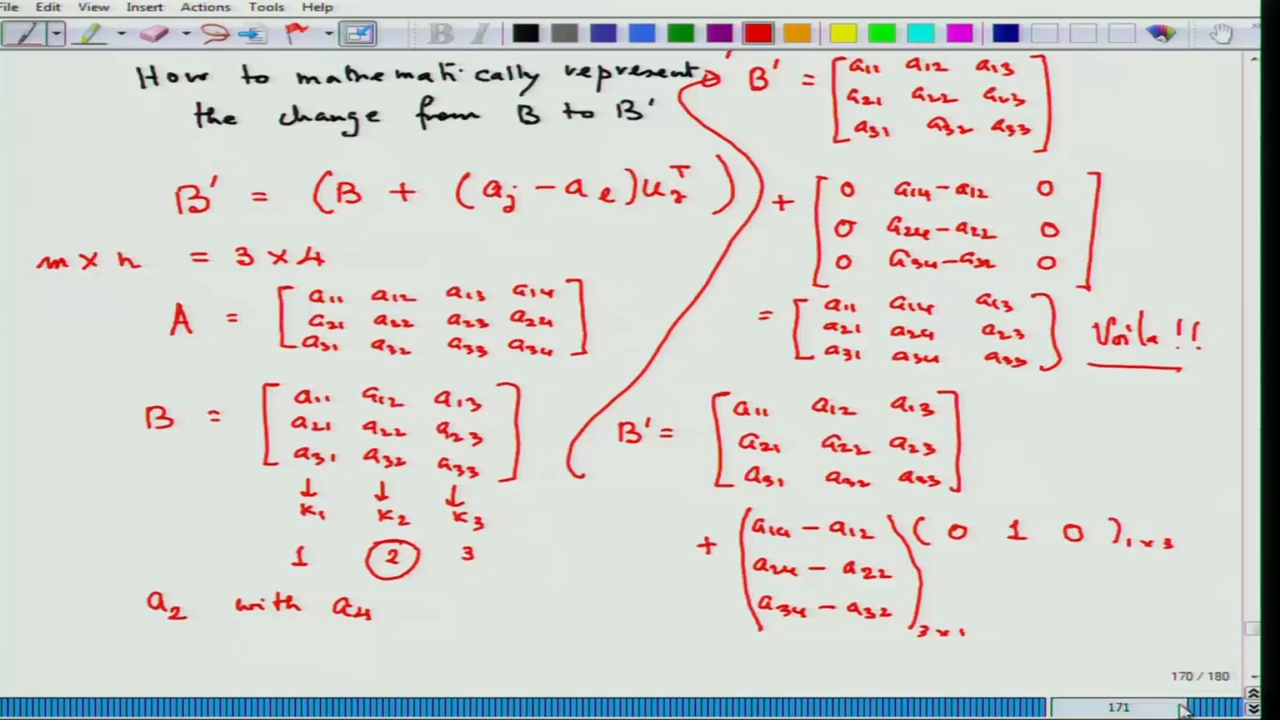 File Edit View Insert Actions Tools Help
How to mathematically represent
the change from B to B'
B' = (B + (aj - al)ur^T)
m x n = 3 x 4
A = [ a11 a12 a13 a14
a21 a22 a23 a24
a31 a32 a33 a34 ]
B = [ a11 a12 a13
a21 a22 a23
a31 a32 a33 ]
↓ ↓ ↓
K1 K2 K3
1 2 3
a2 with a4
B' = [ a11 a12 a13
a21 a22 a23
a31 a32 a33 ]
+ [ 0 a14-a12 0
0 a24-a22 0
0 a34-a32 0 ]
= [ a11 a14 a13
a21 a24 a23
a31 a34 a33 ] Voila!!
B' = [ a11 a12 a13
a21 a22 a23
a31 a32 a33 ]
+ ( a14 - a12
a24 - a22
a34 - a32 )3x1 ( 0 1 0 )1x3
170 / 180
171